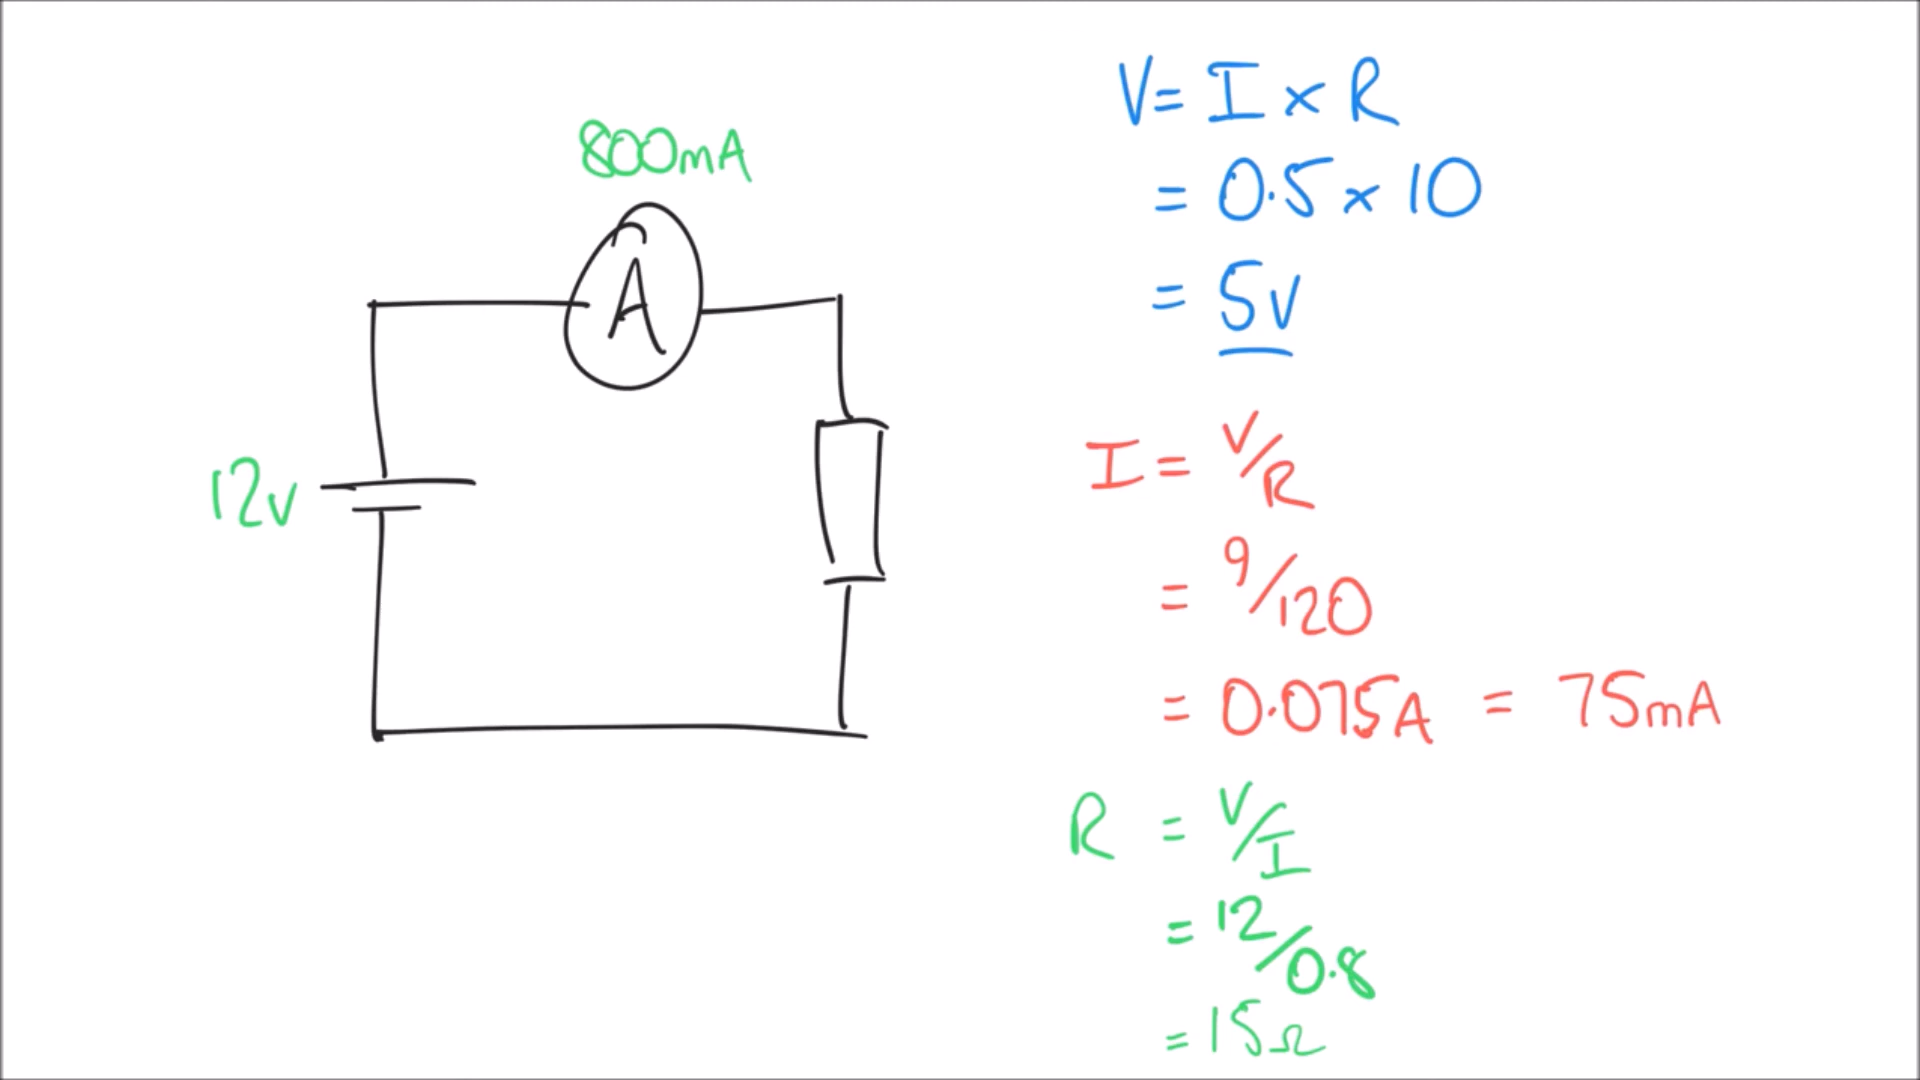 800mA
A
12v
V= I x R
= 0.5 x 10
= 5v
I = V/R
= 9/120
= 0.075A = 75mA
R = V/I
= 12/0.8
= 15Ω